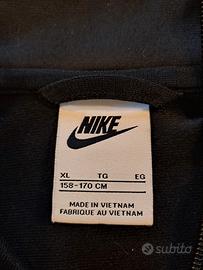 NIKE
XL TG EG
158-170 CM
MADE IN VIETNAM
FABRIQUE AU VIETNAM
subito